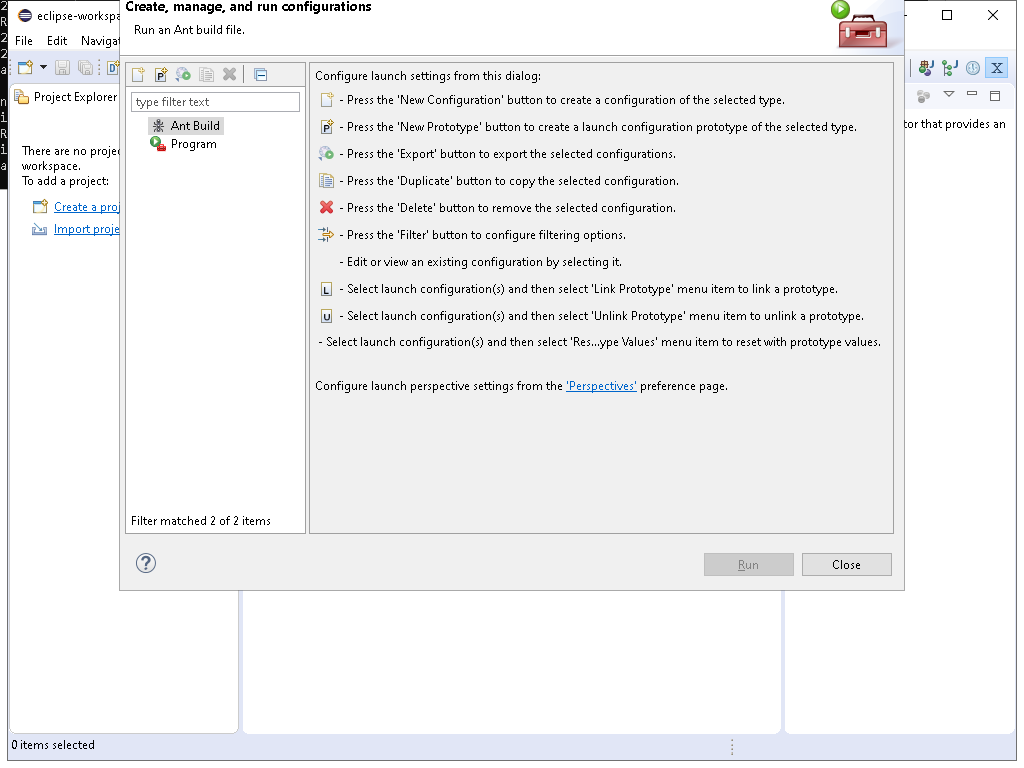 Create, manage, and run configurations
Run an Ant build file.
eclipse-workspa
File Edit Navigat
Project Explorer
There are no projec
workspace.
To add a project:
Create a proj
Import proje
type filter text
Ant Build
Program
Filter matched 2 of 2 items
Configure launch settings from this dialog:
- Press the 'New Configuration' button to create a configuration of the selected type.
- Press the 'New Prototype' button to create a launch configuration prototype of the selected type.
- Press the 'Export' button to export the selected configurations.
- Press the 'Duplicate' button to copy the selected configuration.
- Press the 'Delete' button to remove the selected configuration.
- Press the 'Filter' button to configure filtering options.
- Edit or view an existing configuration by selecting it.
- Select launch configuration(s) and then select 'Link Prototype' menu item to link a prototype.
- Select launch configuration(s) and then select 'Unlink Prototype' menu item to unlink a prototype.
- Select launch configuration(s) and then select 'Res...ype Values' menu item to reset with prototype values.
Configure launch perspective settings from the 'Perspectives' preference page.
tor that provides an
Run
Close
0 items selected